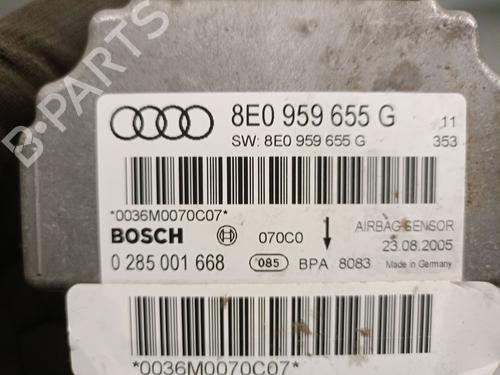 B-PARTS
8E0 959 655 G 11
SW: 8E0 959 655 G 353
*0036M0070C07*
BOSCH 070C0 AIRBAG SENSOR
23.08.2005
0 285 001 668 085 BPA 8083 Made in Germany
*0036M0070C07*